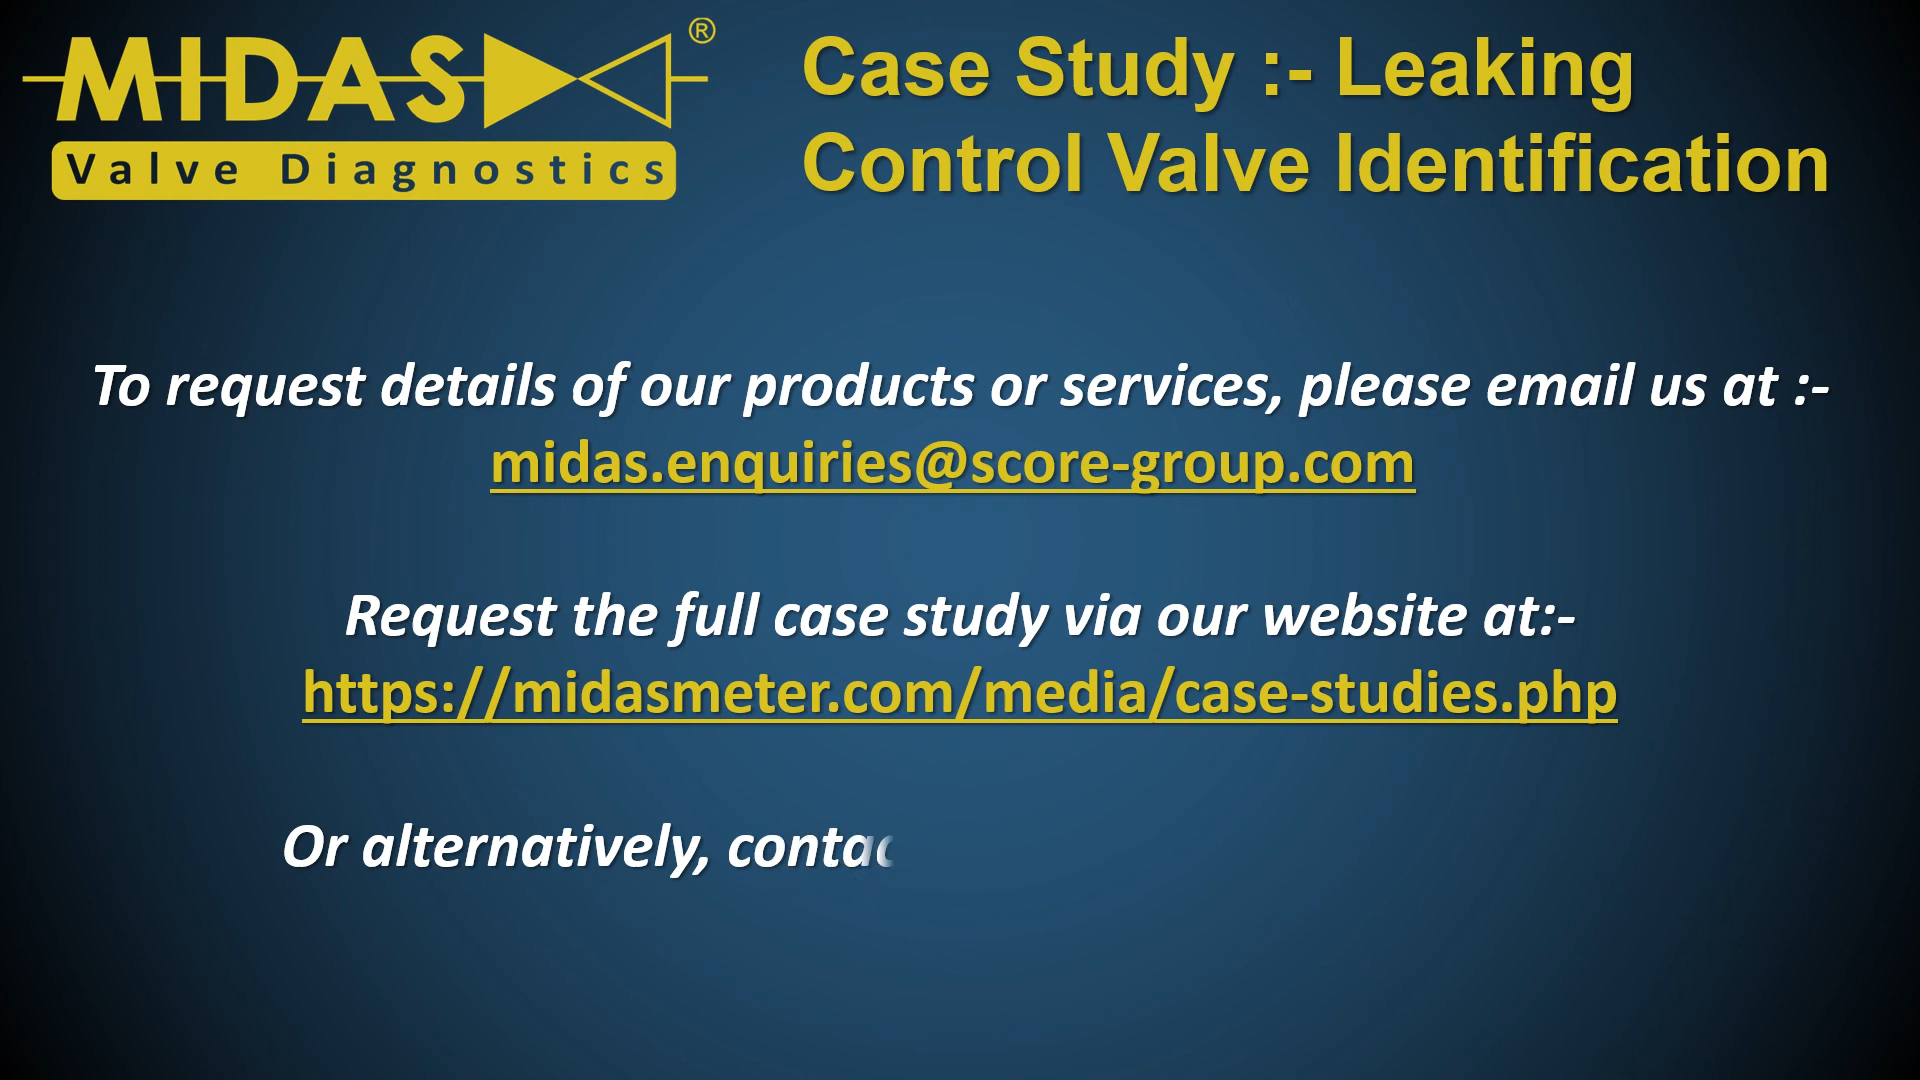 MIDAS ®
Valve Diagnostics
Case Study :- Leaking
Control Valve Identification
To request details of our products or services, please email us at :-
midas.enquiries@score-group.com
Request the full case study via our website at:-
https://midasmeter.com/media/case-studies.php
Or alternatively, contac